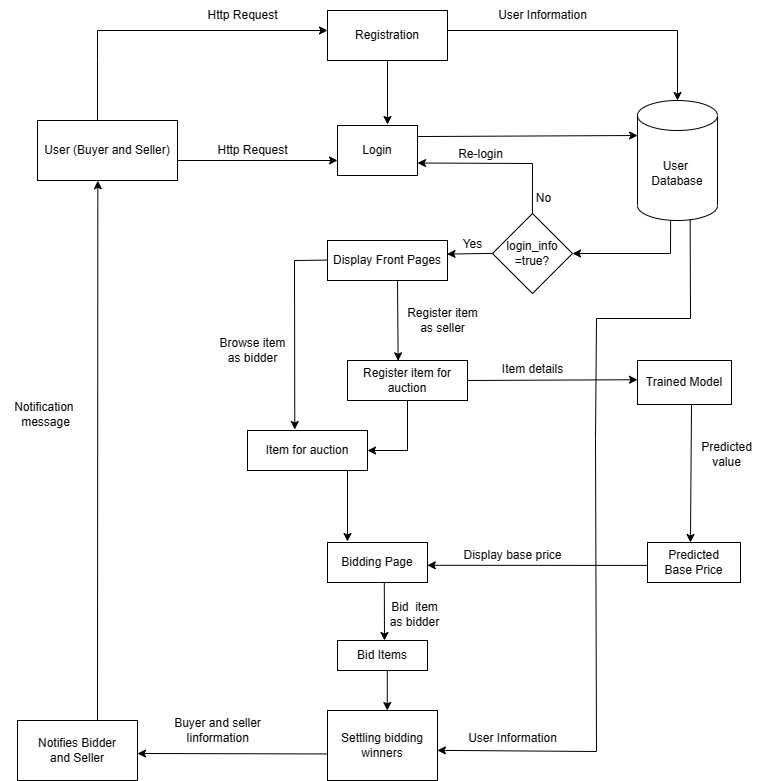 Http Request
User Information
Registration
User (Buyer and Seller)
Http Request
Login
Re-login
User
Database
No
Yes
login_info
=true?
Display Front Pages
Register item
as seller
Browse item
as bidder
Register item for
auction
Item details
Trained Model
Notification
message
Item for auction
Predicted
value
Bidding Page
Display base price
Predicted
Base Price
Bid item
as bidder
Bid Items
Buyer and seller
Iinformation
Notifies Bidder
and Seller
Settling bidding
winners
User Information